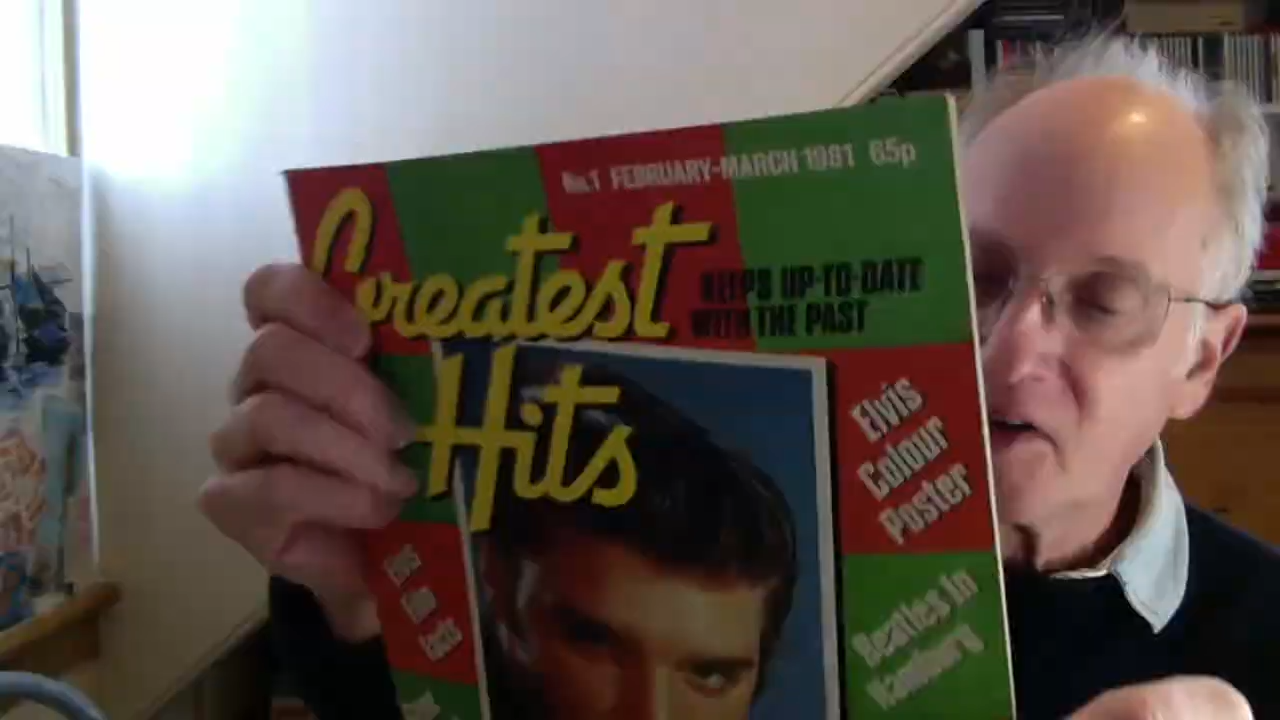 No.1 FEBRUARY-MARCH 1981 65p
Greatest
Hits
KEEPS UP-TO-DATE
WITH THE PAST
Elvis
Colour
Poster
Beatles in
Hamburg